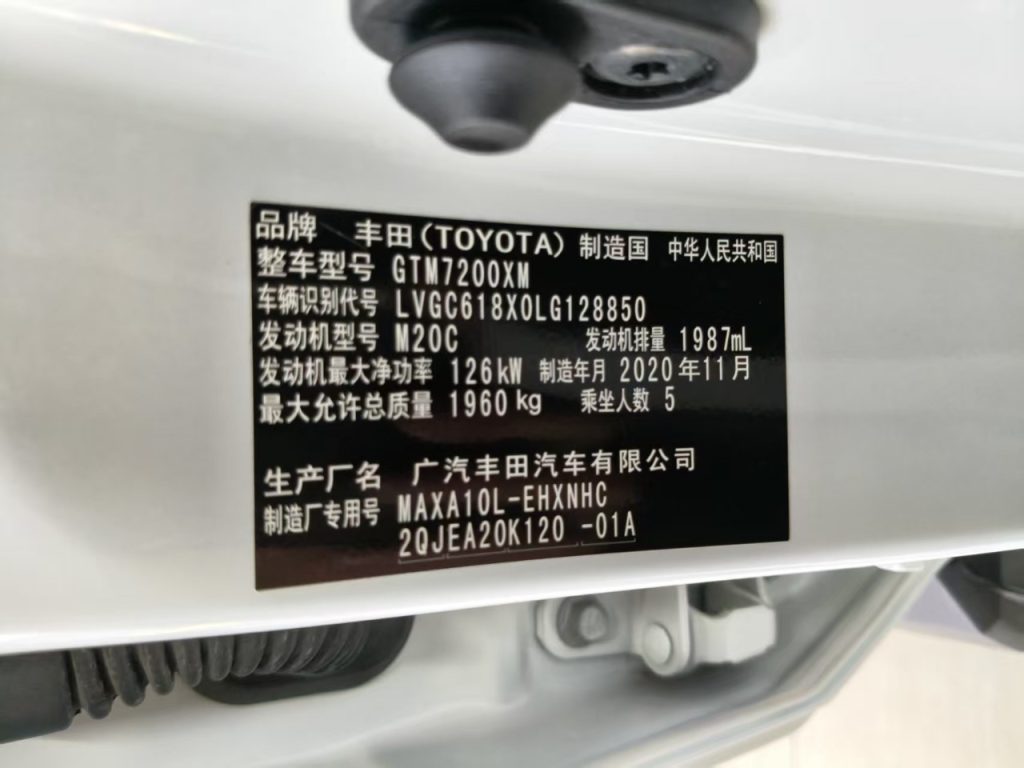 品牌 丰田(TOYOTA) 制造国 中华人民共和国
整车型号 GTM7200XM
车辆识别代号 LVGC618X0LG128850
发动机型号 M20C 发动机排量 1987mL
发动机最大净功率 126kW 制造年月 2020年11月
最大允许总质量 1960kg 乘坐人数 5
生产厂名 广汽丰田汽车有限公司
制造厂专用号 MAXA10L-EHXNHC
2QJEA20K120 -01A